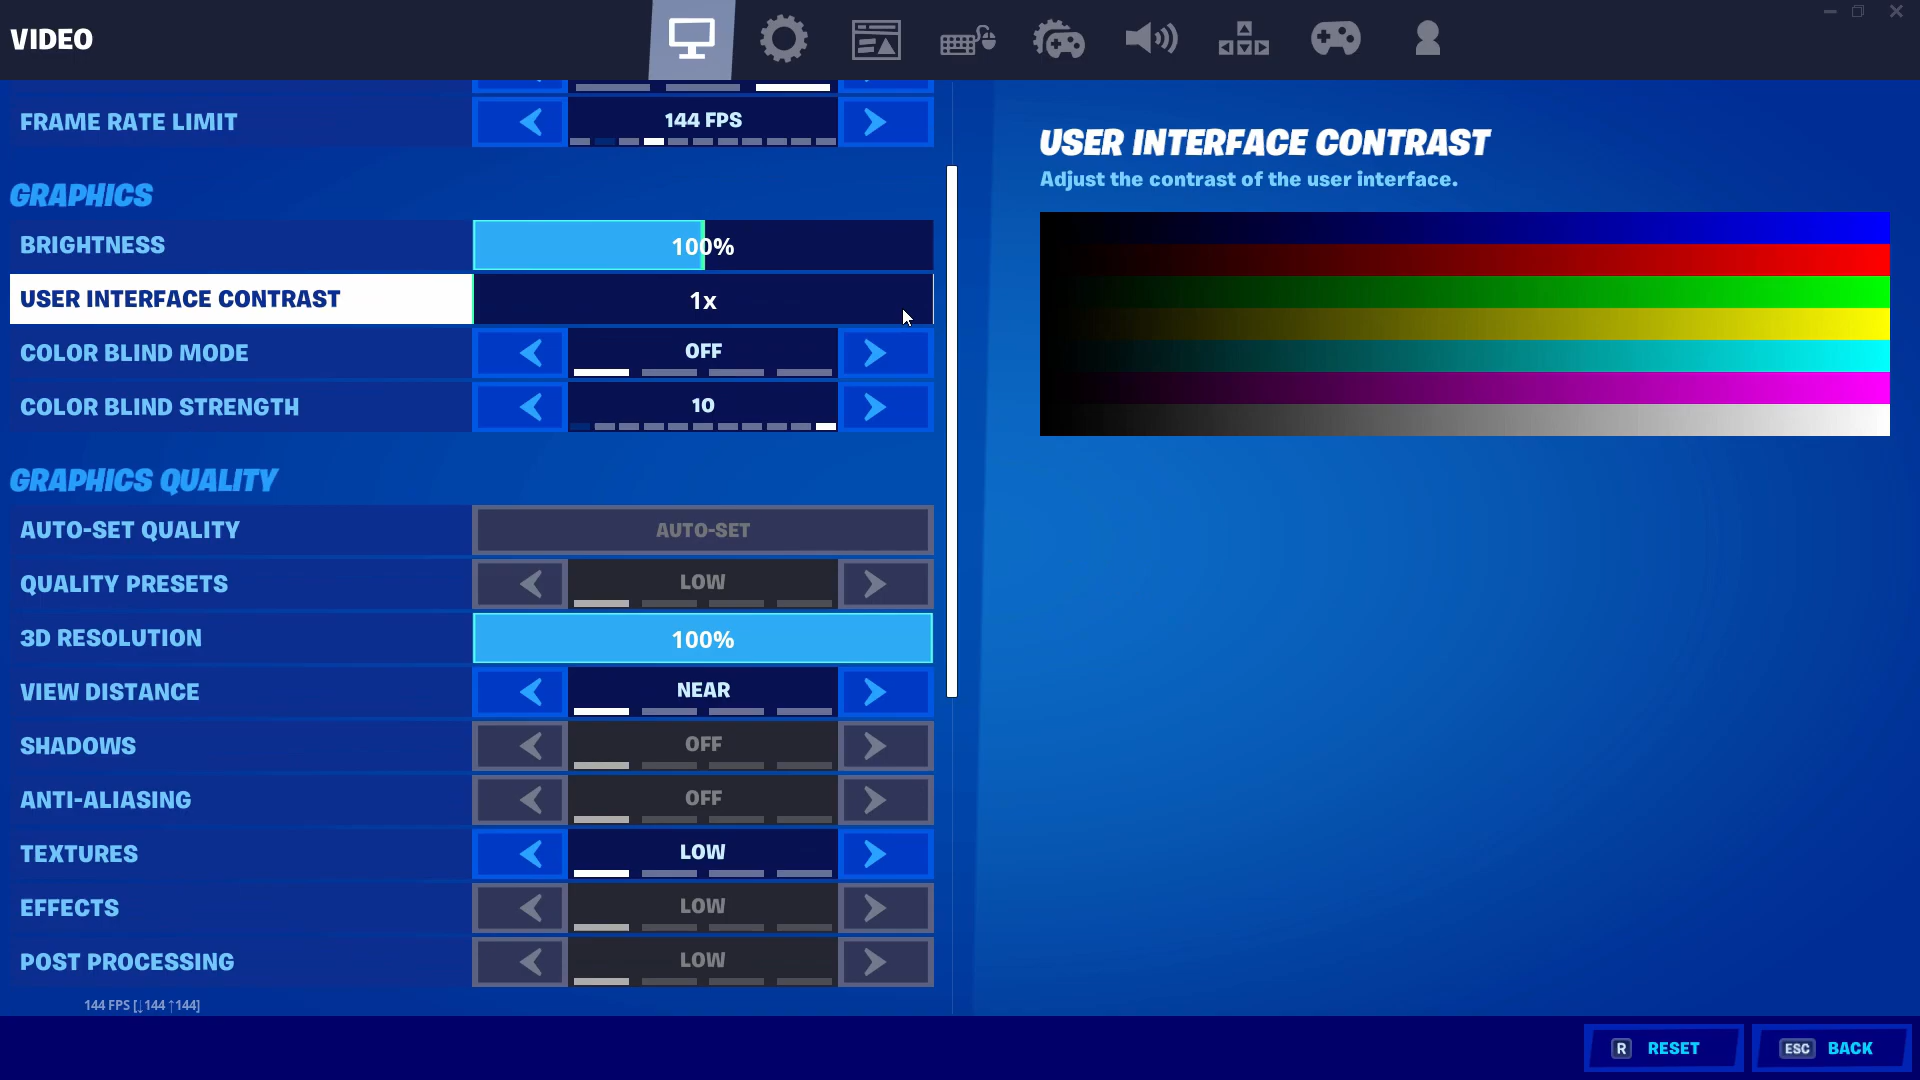 VIDEO
FRAME RATE LIMIT
144 FPS
GRAPHICS
BRIGHTNESS
100%
USER INTERFACE CONTRAST
1x
COLOR BLIND MODE
OFF
COLOR BLIND STRENGTH
10
GRAPHICS QUALITY
AUTO-SET QUALITY
AUTO-SET
QUALITY PRESETS
LOW
3D RESOLUTION
100%
VIEW DISTANCE
NEAR
SHADOWS
OFF
ANTI-ALIASING
OFF
TEXTURES
LOW
EFFECTS
LOW
POST PROCESSING
LOW
144 FPS [↓144 ↑144]
USER INTERFACE CONTRAST
Adjust the contrast of the user interface.
R RESET
ESC BACK